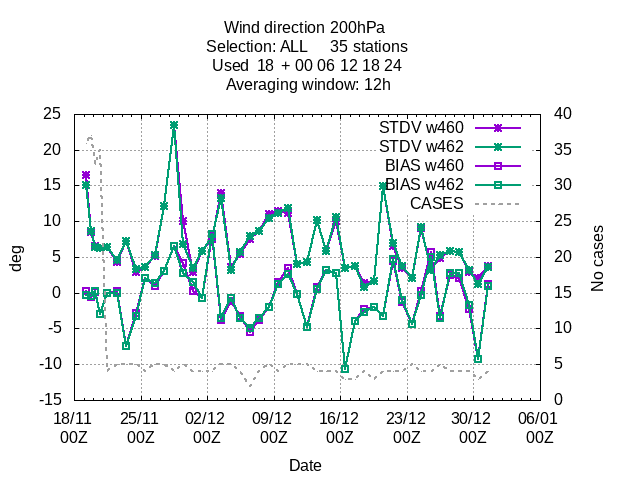 Wind direction 200hPa
Selection: ALL 35 stations
Used 18 + 00 06 12 18 24
Averaging window: 12h
25 40
STDV w460
20 35
STDV w462
BIAS w460
15 30
BIAS w462
CASES
10 25
deg
5 20
No cases
0 15
-5 10
-10 5
-15 0
18/11 25/11 02/12 09/12 16/12 23/12 30/12 06/01
00Z 00Z 00Z 00Z 00Z 00Z 00Z 00Z
Date